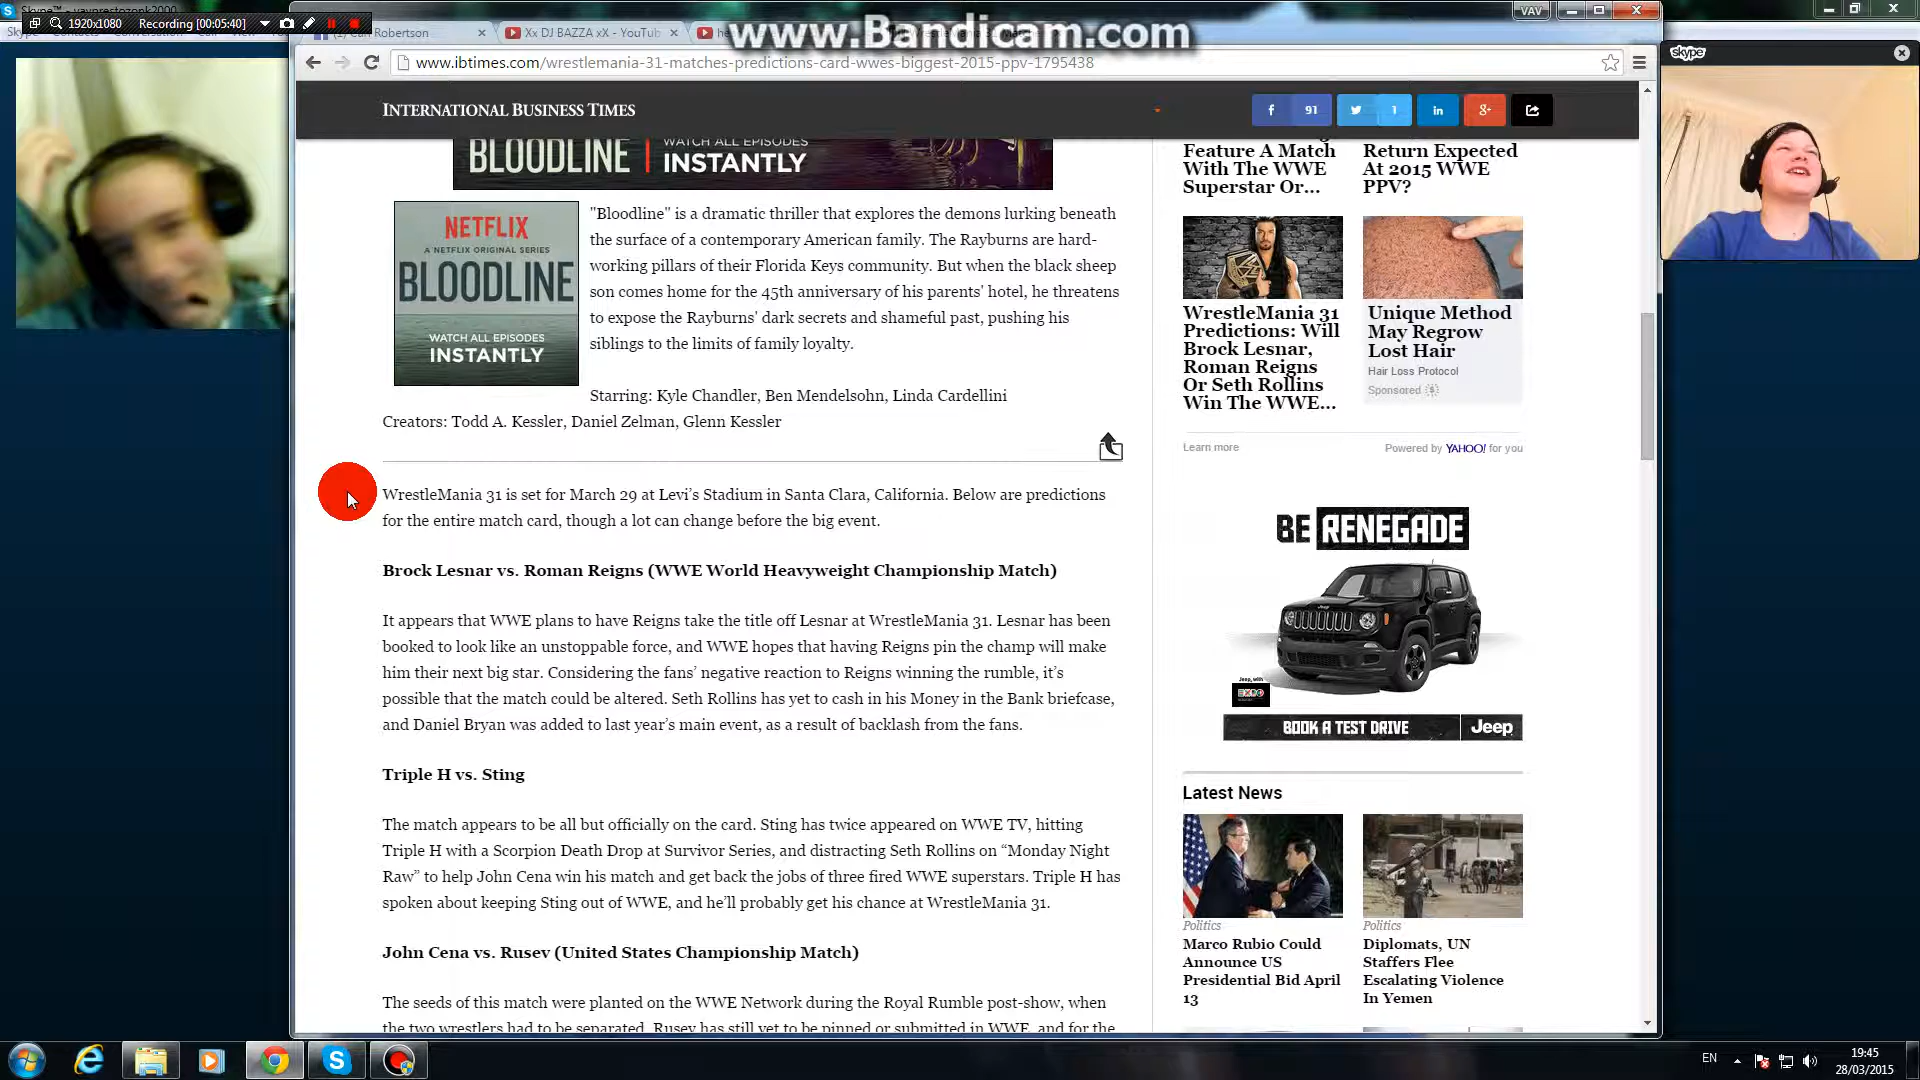 Skype™ - vavprestozopk2000
1920x1080 Recording [00:05:40]
Robertson
Xx DJ BAZZA xX - YouTub
www.Bandicam.com
VAV
www.ibtimes.com/wrestlemania-31-matches-predictions-card-wwes-biggest-2015-ppv-1795438
skype
INTERNATIONAL BUSINESS TIMES
91
1
in
g+
BLOODLINE
WATCH ALL EPISODES
INSTANTLY
NETFLIX
A NETFLIX ORIGINAL SERIES
BLOODLINE
WATCH ALL EPISODES
INSTANTLY
"Bloodline" is a dramatic thriller that explores the demons lurking beneath
the surface of a contemporary American family. The Rayburns are hard-
working pillars of their Florida Keys community. But when the black sheep
son comes home for the 45th anniversary of his parents' hotel, he threatens
to expose the Rayburns' dark secrets and shameful past, pushing his
siblings to the limits of family loyalty.
Starring: Kyle Chandler, Ben Mendelsohn, Linda Cardellini
Creators: Todd A. Kessler, Daniel Zelman, Glenn Kessler
WrestleMania 31 is set for March 29 at Levi’s Stadium in Santa Clara, California. Below are predictions
for the entire match card, though a lot can change before the big event.
Brock Lesnar vs. Roman Reigns (WWE World Heavyweight Championship Match)
It appears that WWE plans to have Reigns take the title off Lesnar at WrestleMania 31. Lesnar has been
booked to look like an unstoppable force, and WWE hopes that having Reigns pin the champ will make
him their next big star. Considering the fans’ negative reaction to Reigns winning the rumble, it’s
possible that the match could be altered. Seth Rollins has yet to cash in his Money in the Bank briefcase,
and Daniel Bryan was added to last year’s main event, as a result of backlash from the fans.
Triple H vs. Sting
The match appears to be all but officially on the card. Sting has twice appeared on WWE TV, hitting
Triple H with a Scorpion Death Drop at Survivor Series, and distracting Seth Rollins on “Monday Night
Raw” to help John Cena win his match and get back the jobs of three fired WWE superstars. Triple H has
spoken about keeping Sting out of WWE, and he’ll probably get his chance at WrestleMania 31.
John Cena vs. Rusev (United States Championship Match)
The seeds of this match were planted on the WWE Network during the Royal Rumble post-show, when
the two wrestlers had to be separated. Rusev has still yet to be pinned or submitted in WWE, and for the
Feature A Match
With The WWE
Superstar Or...
Return Expected
At 2015 WWE
PPV?
WrestleMania 31
Predictions: Will
Brock Lesnar,
Roman Reigns
Or Seth Rollins
Win The WWE...
Unique Method
May Regrow
Lost Hair
Hair Loss Protocol
Sponsored
Learn more
Powered by YAHOO! for you
BE RENEGADE
Jeep
BOOK A TEST DRIVE
Jeep
Latest News
Politics
Marco Rubio Could
Announce US
Presidential Bid April
13
Politics
Diplomats, UN
Staffers Flee
Escalating Violence
In Yemen
EN
19:45
28/03/2015